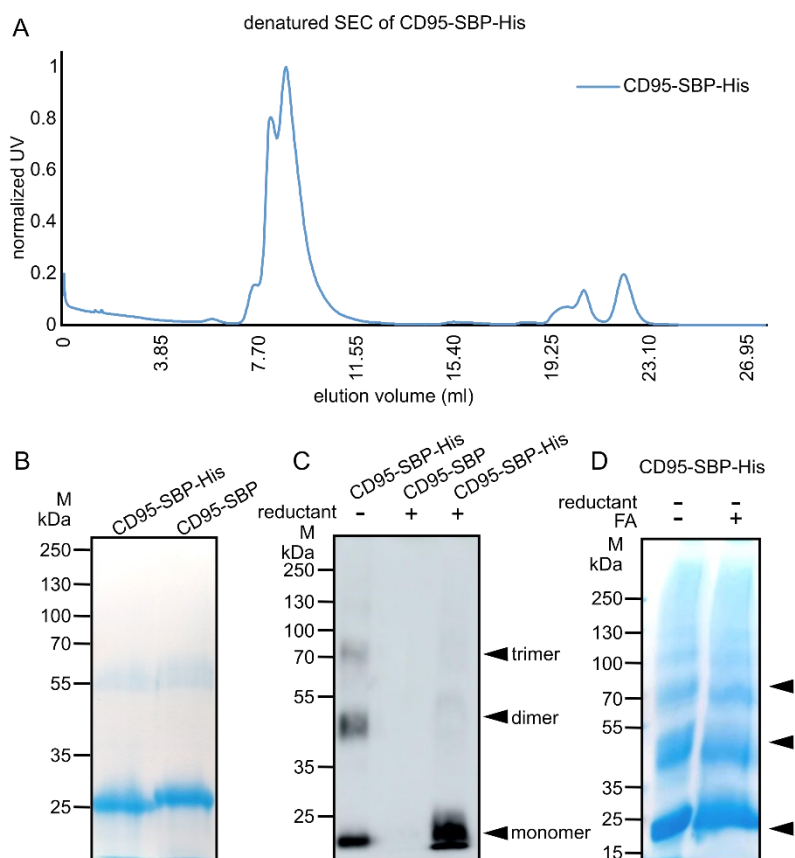 A
denatured SEC of CD95-SBP-His
CD95-SBP-His
normalized UV
1
0.8
0.6
0.4
0.2
0
0 3.85 7.70 11.55 15.40 19.25 23.10 26.95
elution volume (ml)
B
CD95-SBP-His CD95-SBP
M
kDa
250
130
100
70
55
35
25
C
CD95-SBP-His CD95-SBP CD95-SBP-His
reductant - + +
M
kDa
250
130
100
70 trimer
55
dimer
35
25
monomer
D
CD95-SBP-His
reductant - -
FA - +
M
kDa
250
130
100
70
55
35
25
15